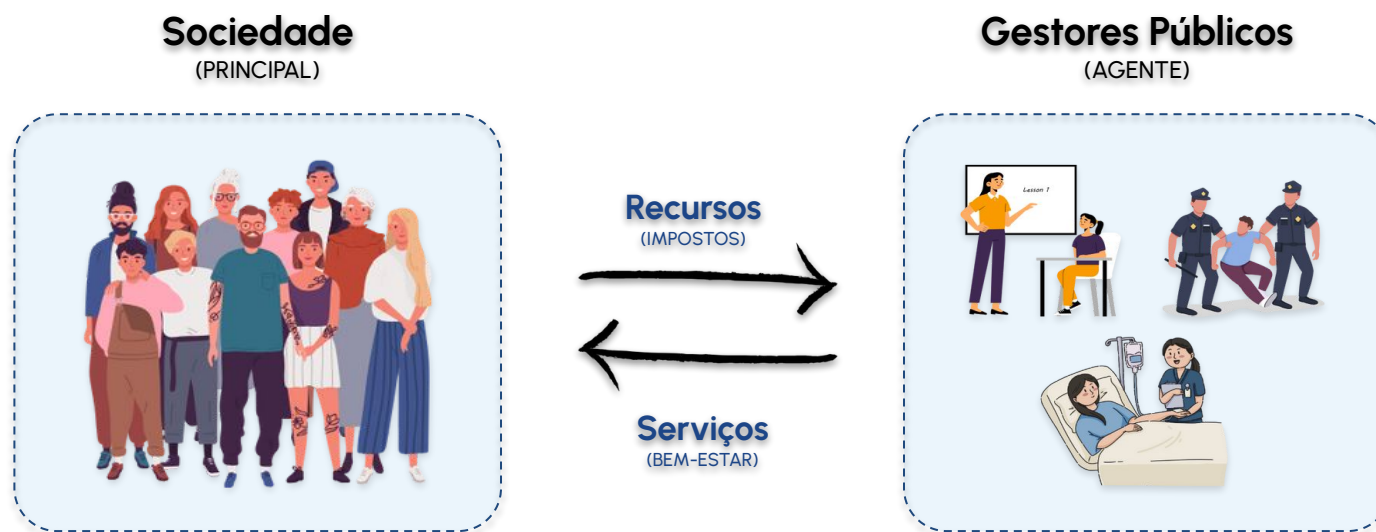 Sociedade
(PRINCIPAL)
Gestores Públicos
(AGENTE)
Recursos
(IMPOSTOS)
Lesson 1
Serviços
(BEM-ESTAR)